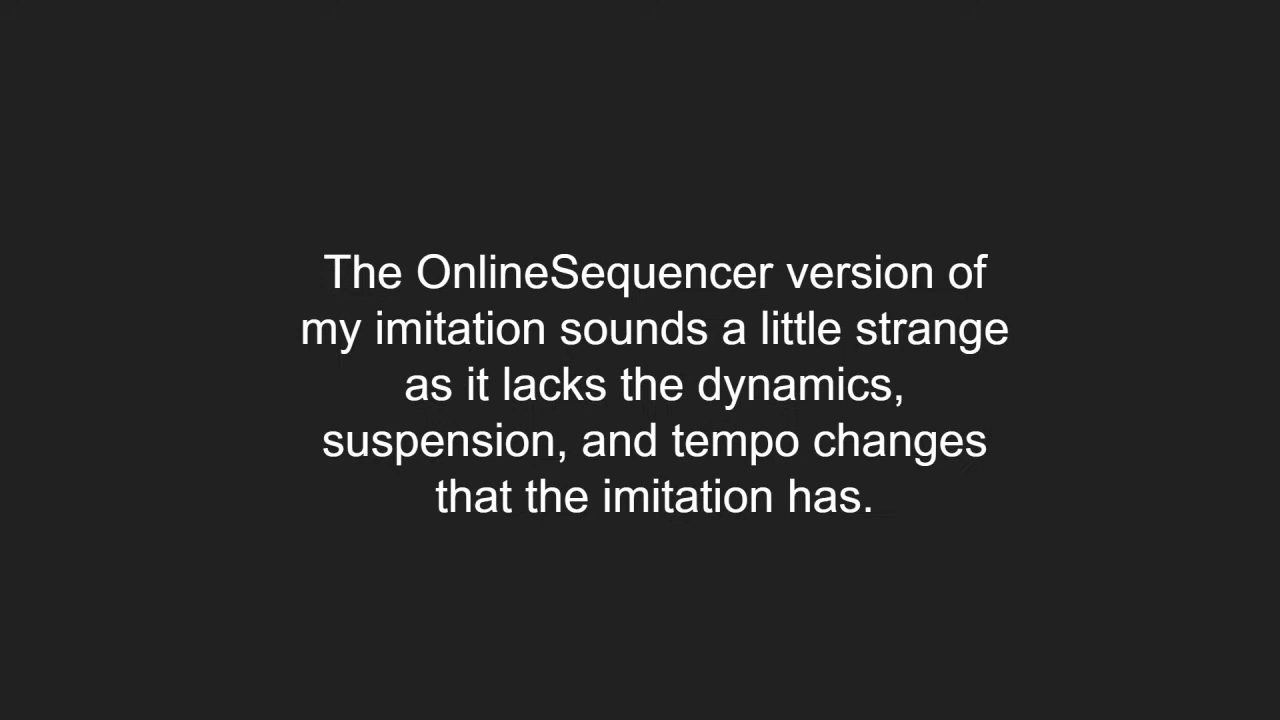 The OnlineSequencer version of
my imitation sounds a little strange
as it lacks the dynamics,
suspension, and tempo changes
that the imitation has.